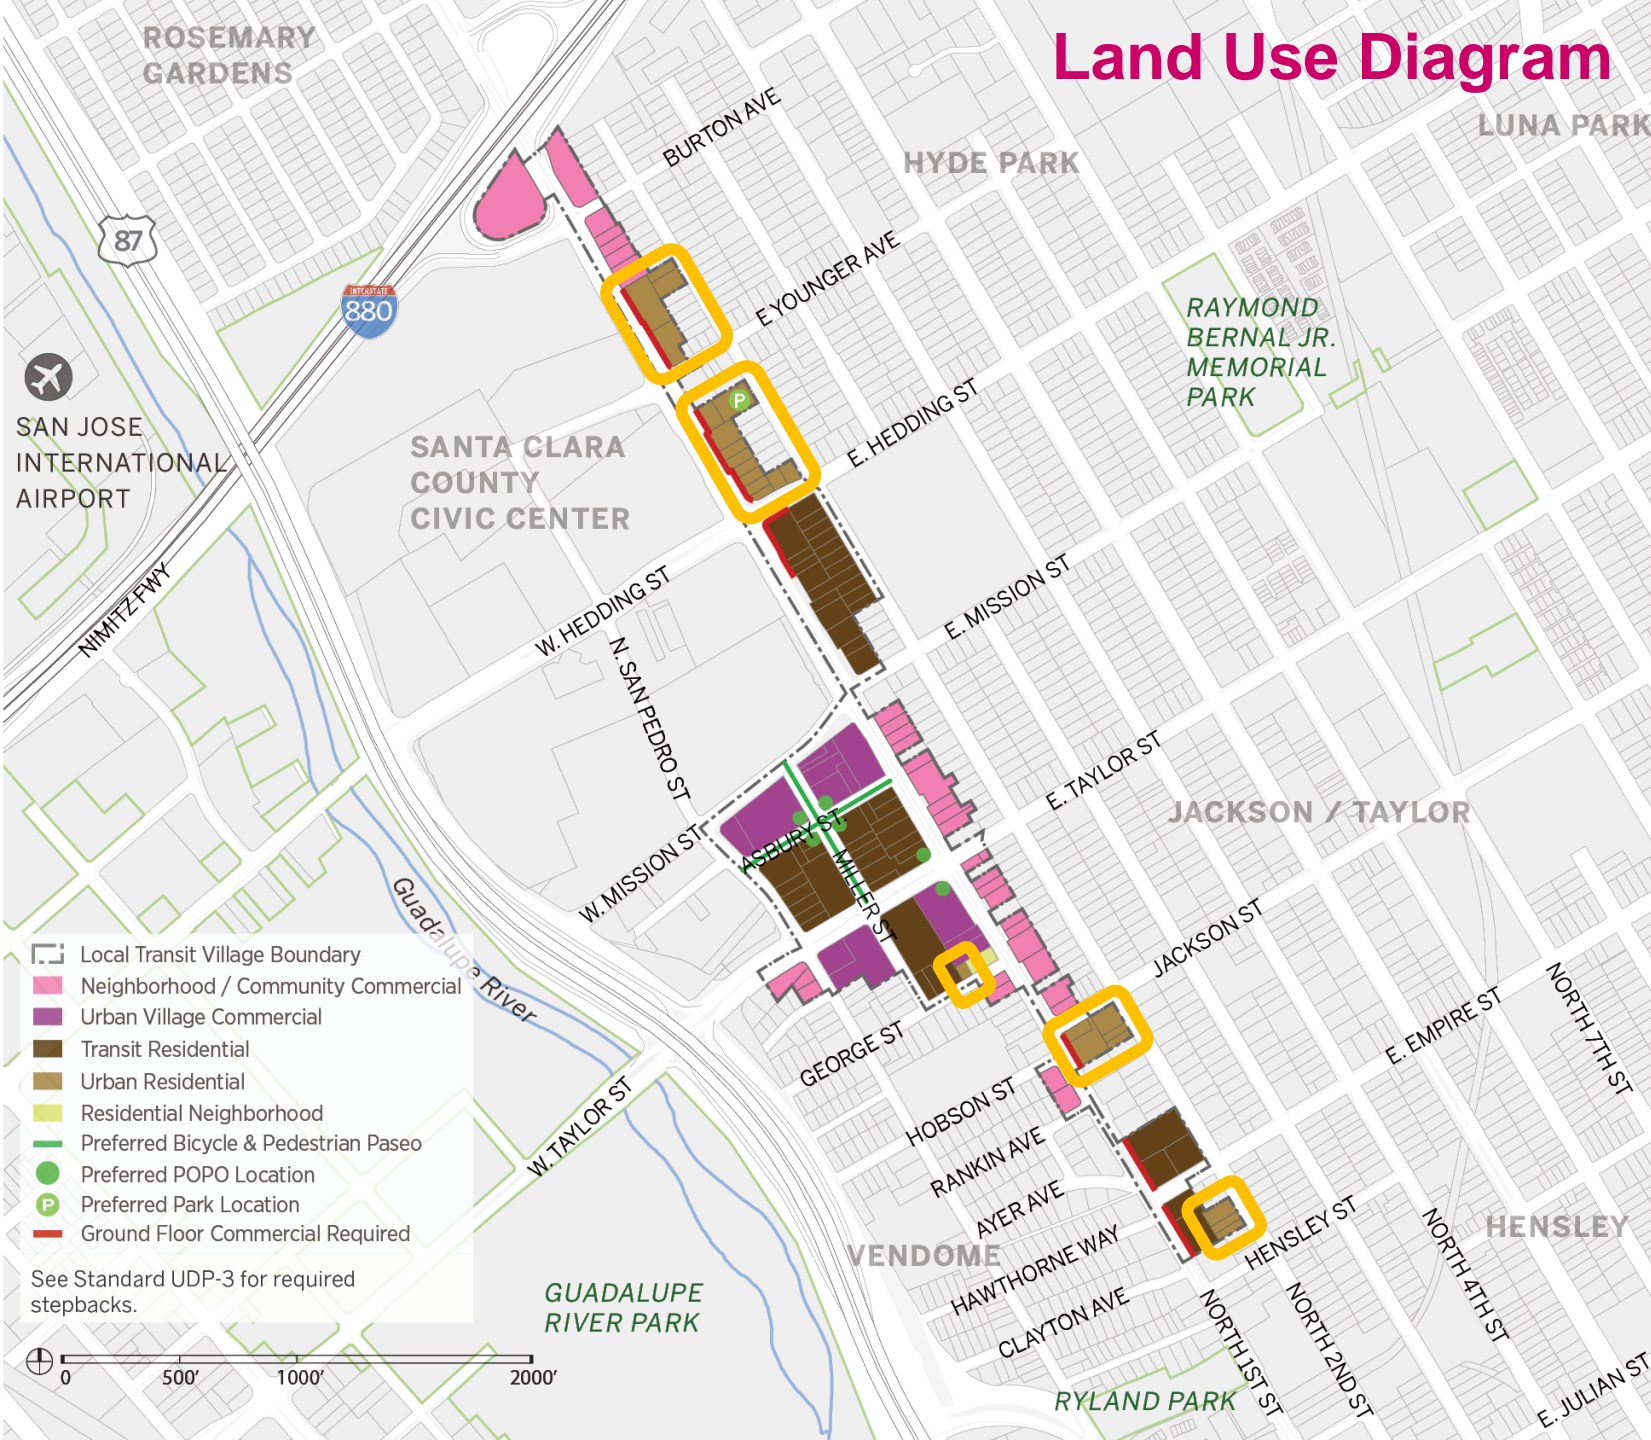 Land Use Diagram
ROSEMARY
GARDENS
BURTON AVE
LUNA PARK
HYDE PARK
87
E YOUNGER AVE
INTERSTATE
880
RAYMOND
BERNAL JR.
MEMORIAL
PARK
P
E. HEDDING ST
SAN JOSE
INTERNATIONAL
AIRPORT
SANTA CLARA
COUNTY
CIVIC CENTER
NIMITZ FWY
W. HEDDING ST
E. MISSION ST
N. SAN PEDRO ST
E. TAYLOR ST
JACKSON / TAYLOR
ASBURY ST.
W. MISSION ST
MILLER ST
JACKSON ST
Guadalupe River
NORTH 7TH ST
E. EMPIRE ST
GEORGE ST
HOBSON ST
W. TAYLOR ST
RANKIN AVE
AYER AVE
HAWTHORNE WAY
CLAYTON AVE
HENSLEY ST
HENSLEY
VENDOME
NORTH 4TH ST
NORTH 1ST ST
NORTH 2ND ST
E. JULIAN ST
GUADALUPE
RIVER PARK
RYLAND PARK
Local Transit Village Boundary
Neighborhood / Community Commercial
Urban Village Commercial
Transit Residential
Urban Residential
Residential Neighborhood
Preferred Bicycle & Pedestrian Paseo
Preferred POPO Location
P Preferred Park Location
Ground Floor Commercial Required
See Standard UDP-3 for required
stepbacks.
0 500' 1000' 2000'